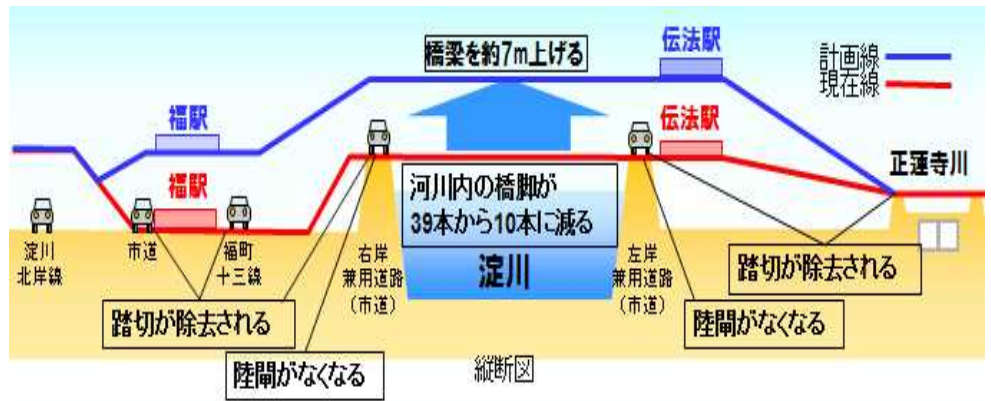 橋梁を約7m上げる
伝法駅
計画線
現在線
福駅
福駅
伝法駅
正蓮寺川
河川内の橋脚が
39本から10本に減る
淀川
淀川
北岸線
市道
福町
十三線
右岸
兼用道路
(市道)
左岸
兼用道路
(市道)
踏切が除去される
踏切が除去される
陸閘がなくなる
陸閘がなくなる
縦断図